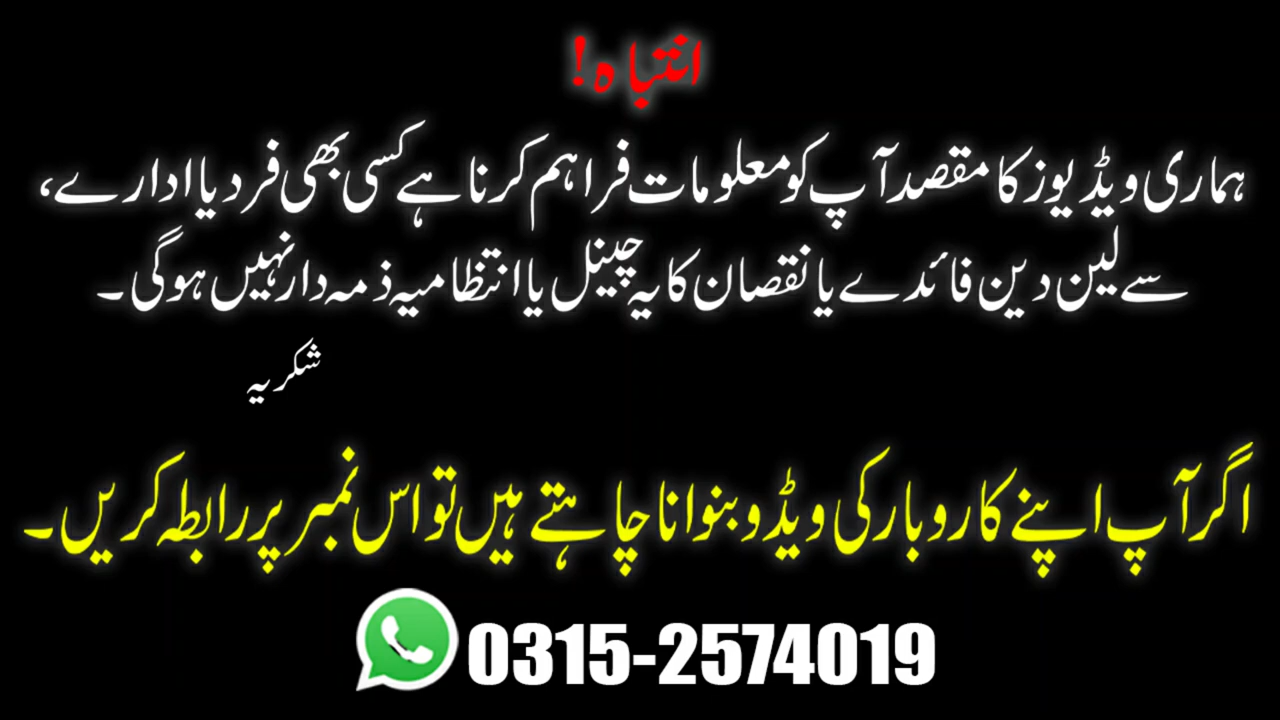 انتباہ!
ہماری ویڈیوز کا مقصد آپ کو معلومات فراہم کرنا ہے کسی بھی فرد یا ادارے،
سے لین دین فائدے یا نقصان کا یہ چینل یا انتظامیہ ذمہ دار نہیں ہوگی۔
شکریہ
اگر آپ اپنے کاروبار کی ویڈو بنوانا چاہتے ہیں تو اس نمبر پر رابطہ کریں۔
0315-2574019